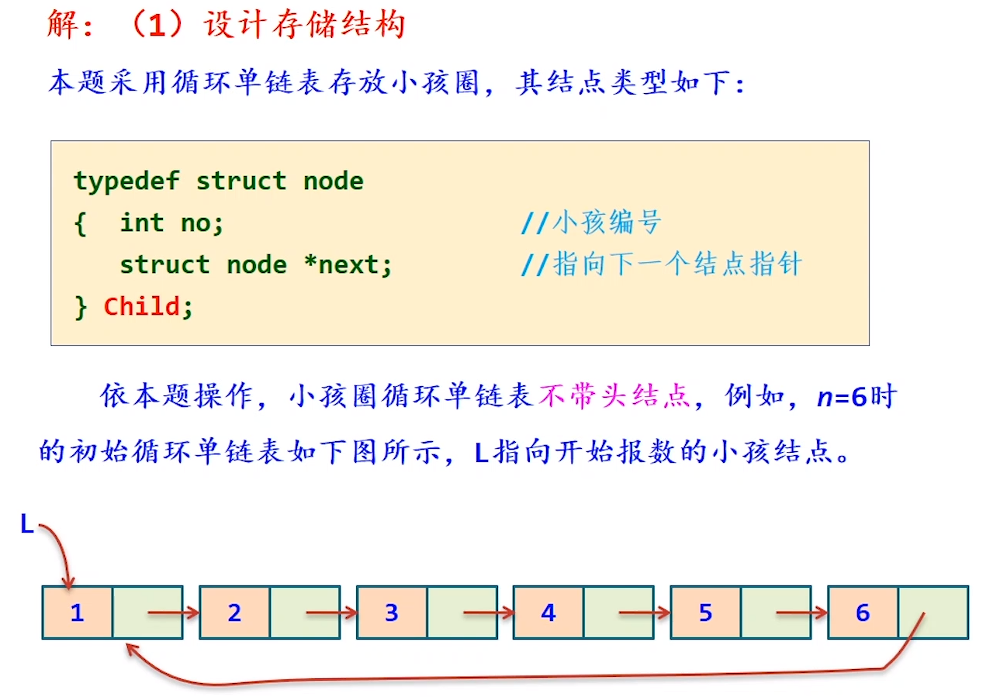 解：（1）设计存储结构
本题采用循环单链表存放小孩圈，其结点类型如下：
typedef struct node
{  int no;  //小孩编号
struct node *next;  //指向下一个结点指针
} Child;
依本题操作，小孩圈循环单链表不带头结点，例如，n=6时
的初始循环单链表如下图所示，L指向开始报数的小孩结点。
L
1 2 3 4 5 6